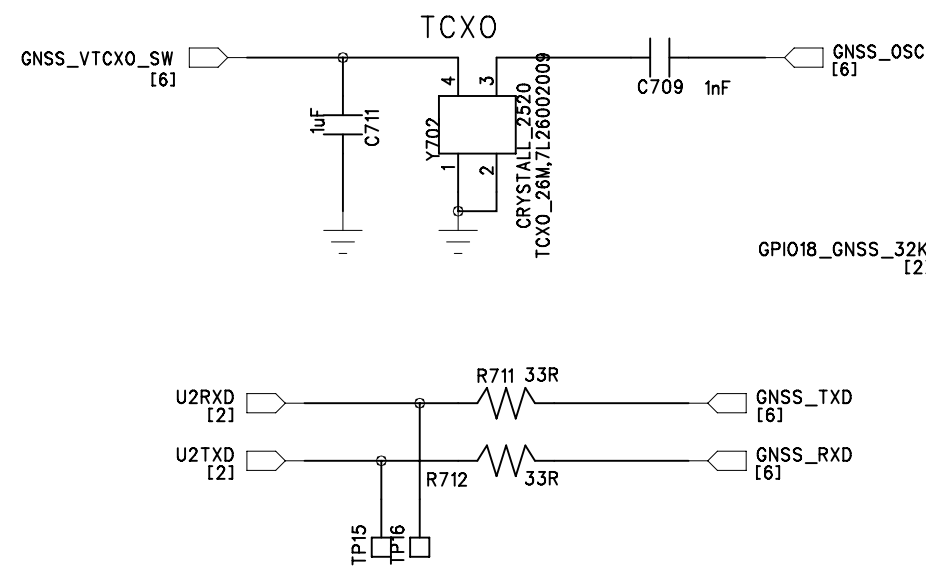 TCXO
GNSS_VTCXO_SW
[6]
1uF
C711
4
3
Y702
1
2
CRYSTALL_2520
TCXO_26M,7L26002009
C709 1nF
GNSS_OSC
[6]
GPIO18_GNSS_32K
[2]
U2RXD
[2]
R711 33R
GNSS_TXD
[6]
U2TXD
[2]
R712 33R
GNSS_RXD
[6]
TP15
TP16